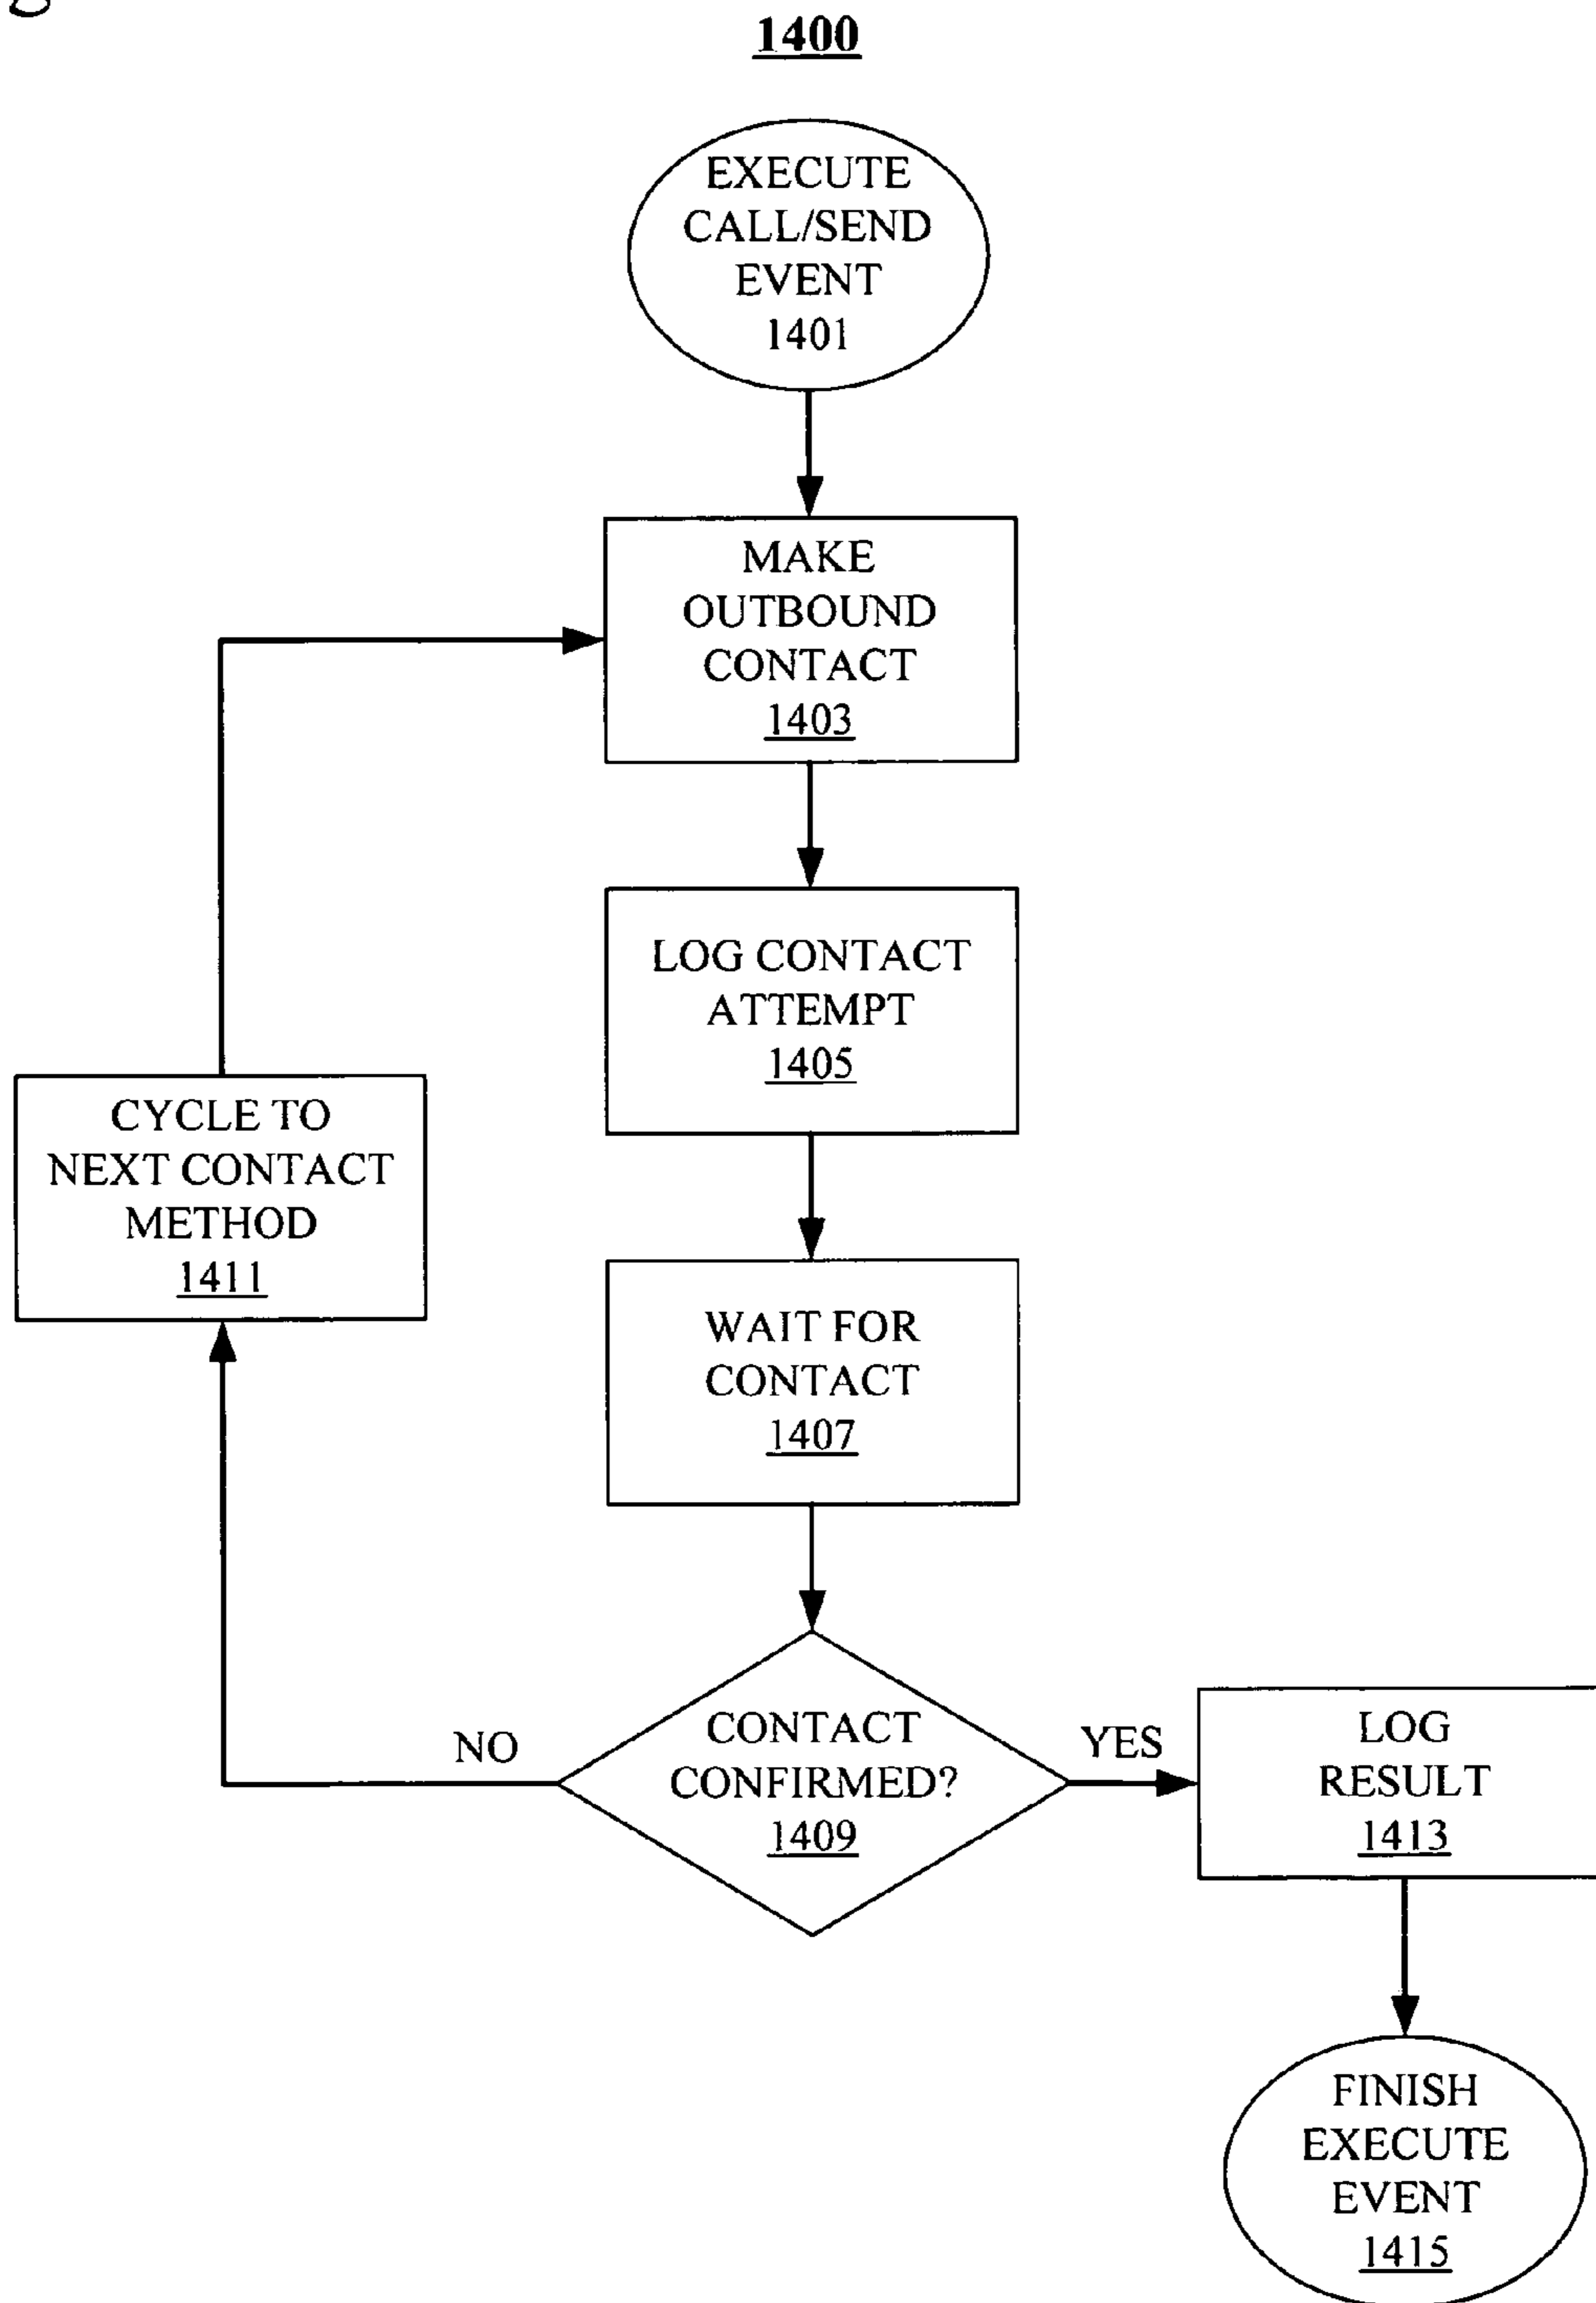 1400
EXECUTE
CALL/SEND
EVENT
1401
MAKE
OUTBOUND
CONTACT
1403
LOG CONTACT
ATTEMPT
1405
CYCLE TO
NEXT CONTACT
METHOD
1411
WAIT FOR
CONTACT
1407
NO
CONTACT
CONFIRMED?
1409
YES
LOG
RESULT
1413
FINISH
EXECUTE
EVENT
1415